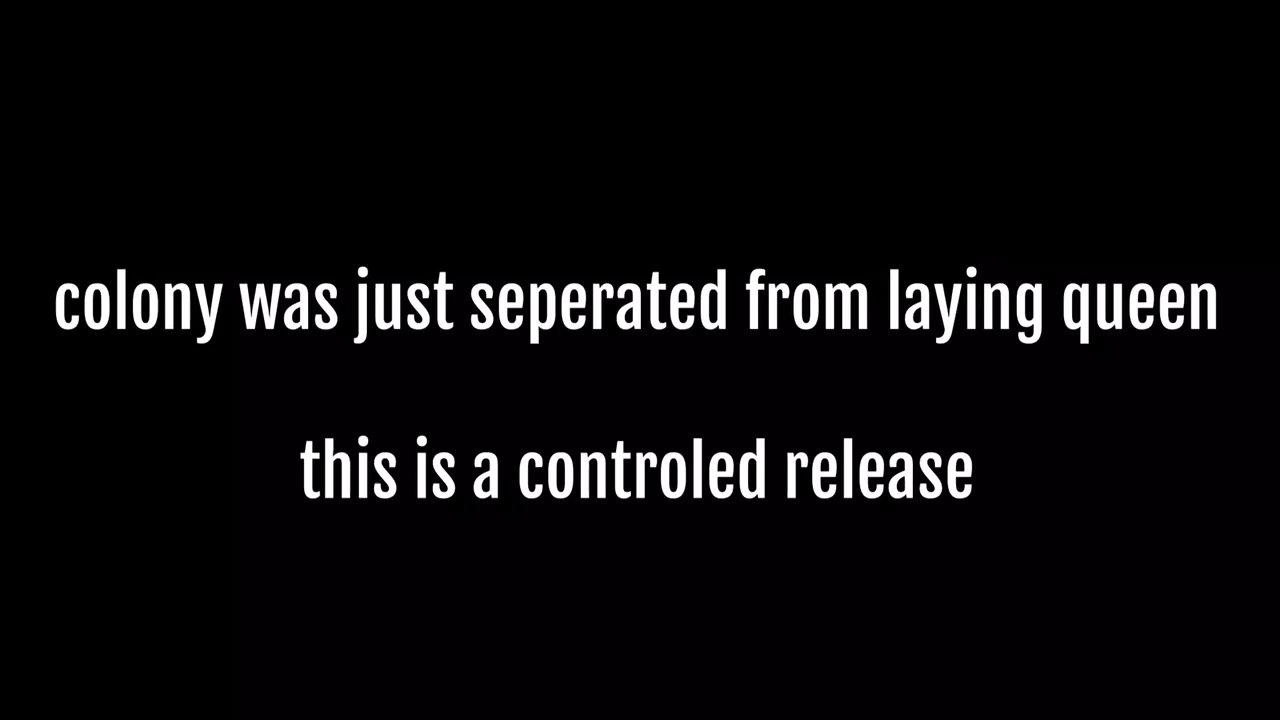 colony was just seperated from laying queen
this is a controled release